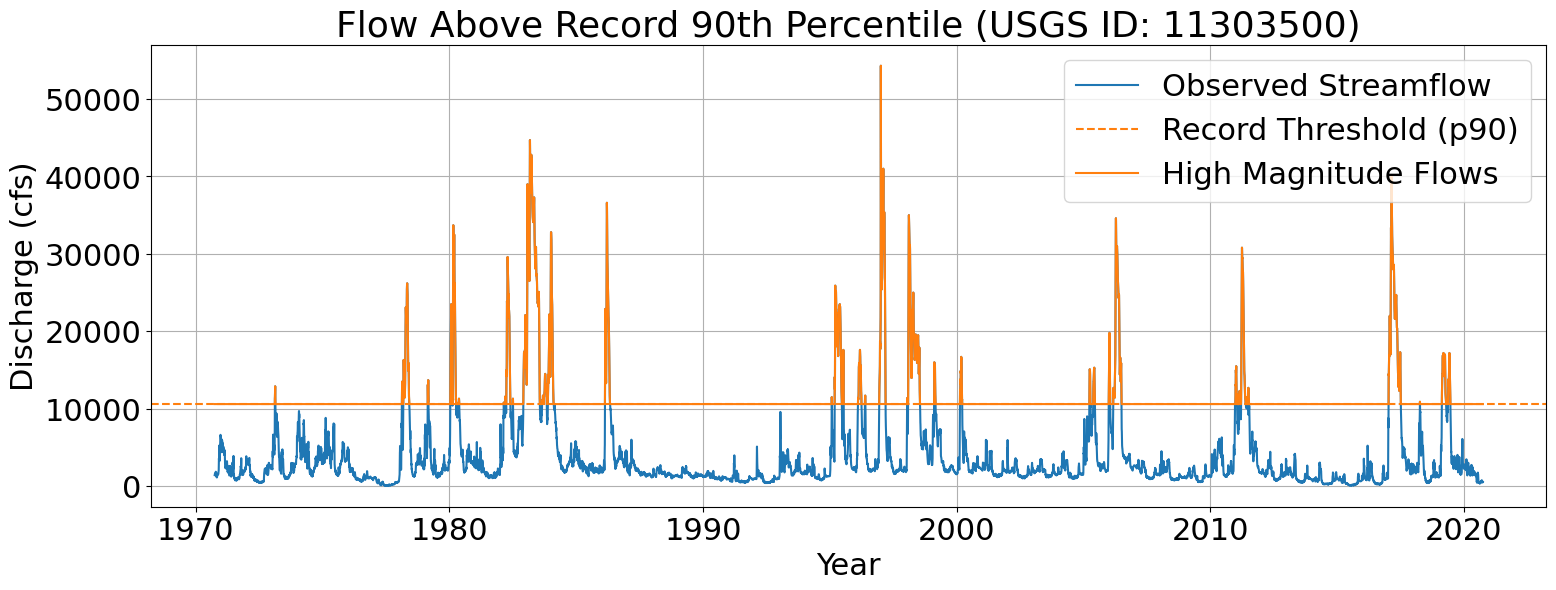 Flow Above Record 90th Percentile (USGS ID: 11303500)
Observed Streamflow
Record Threshold (p90)
High Magnitude Flows
Discharge (cfs)
50000
40000
30000
20000
10000
0
1970 1980 1990 2000 2010 2020
Year